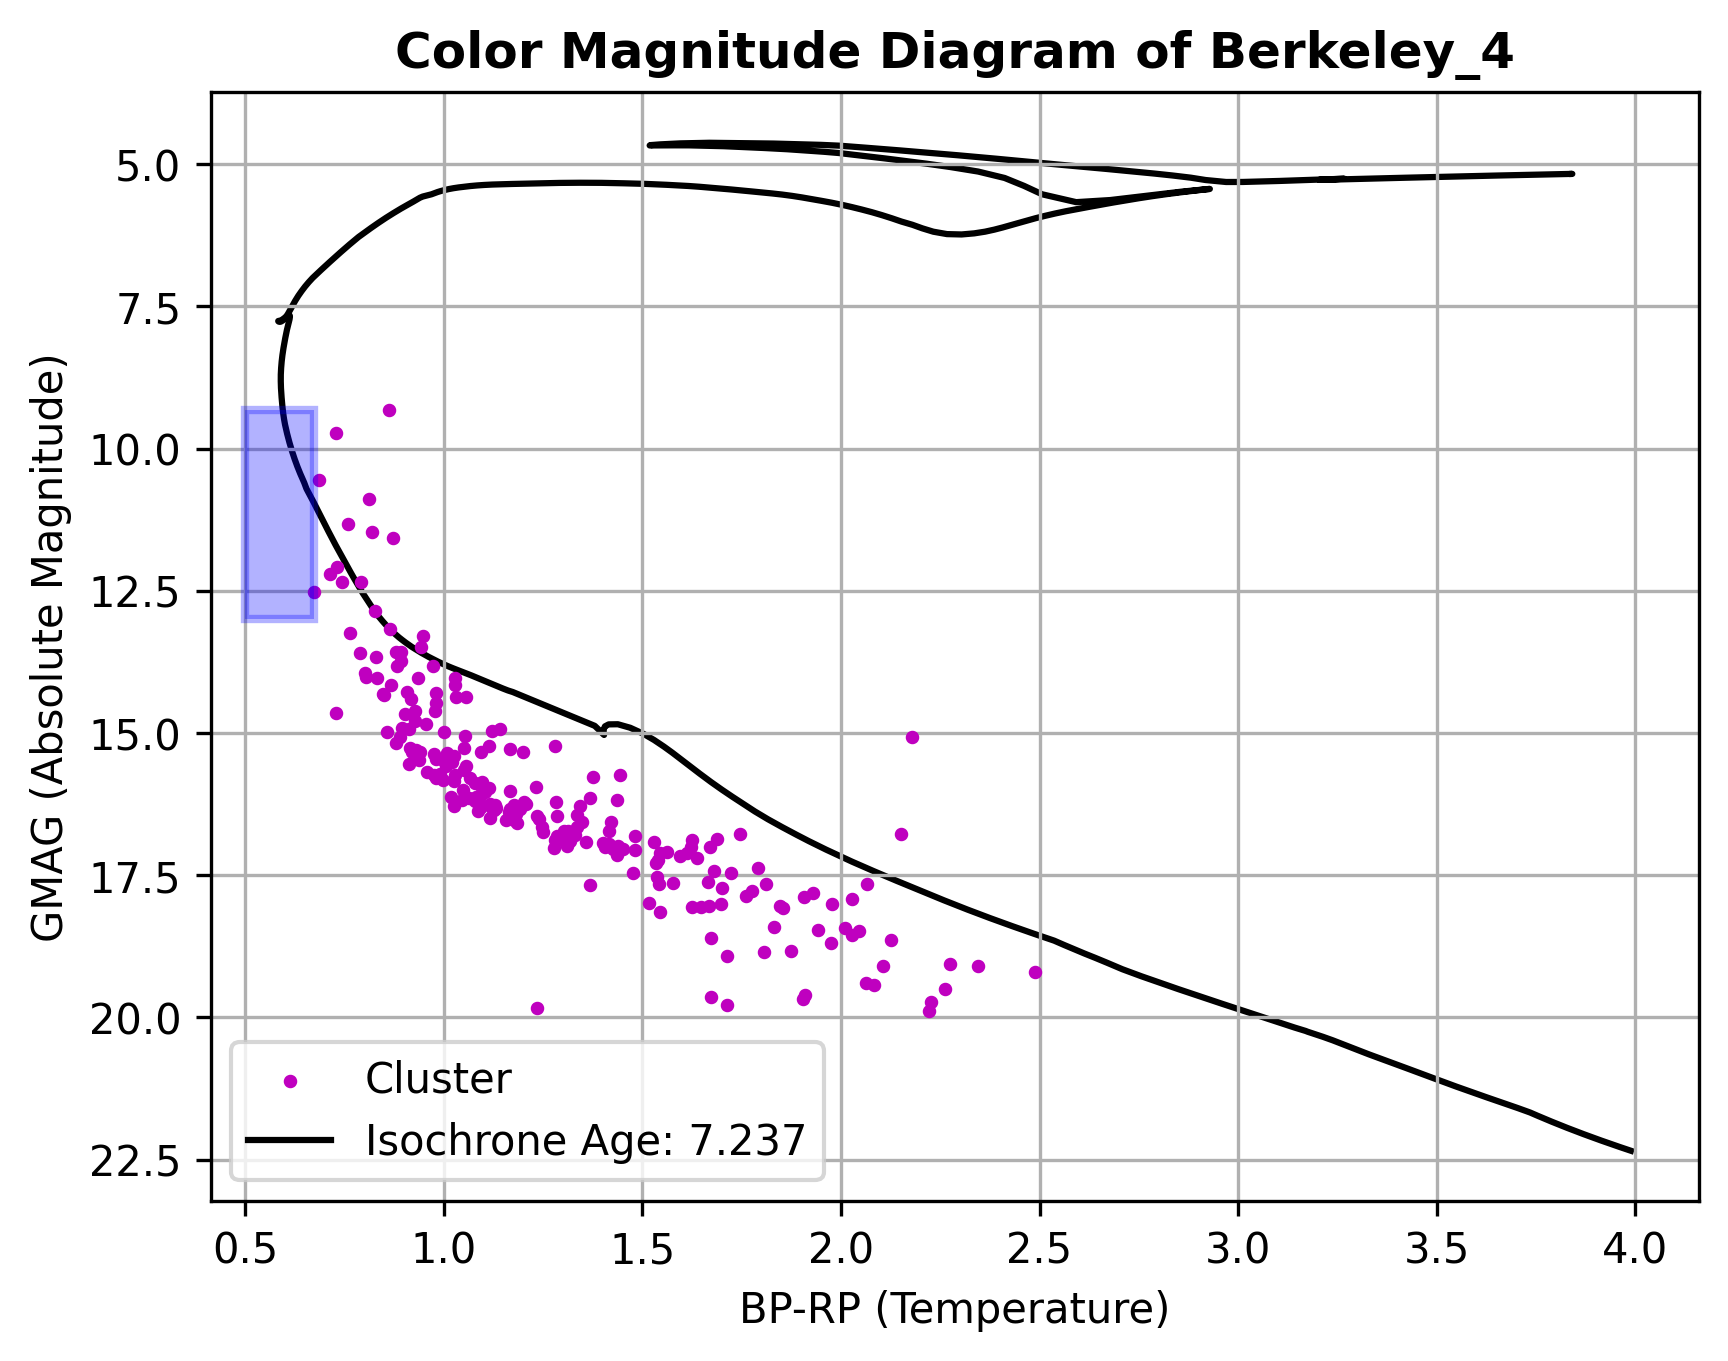 Color Magnitude Diagram of Berkeley_4
GMAG (Absolute Magnitude)
5.0
7.5
10.0
12.5
15.0
17.5
20.0
22.5
Cluster
Isochrone Age: 7.237
0.5 1.0 1.5 2.0 2.5 3.0 3.5 4.0
BP-RP (Temperature)